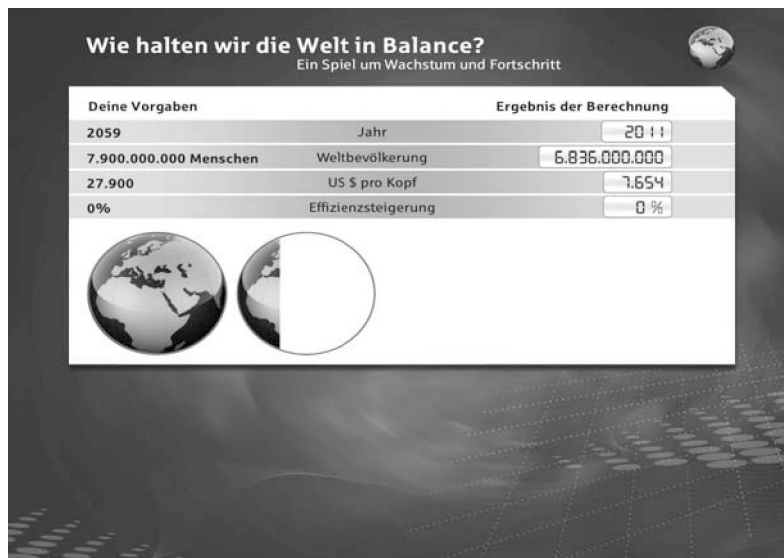 Wie halten wir die Welt in Balance?
Ein Spiel um Wachstum und Fortschritt
Deine Vorgaben Ergebnis der Berechnung
2059 Jahr 2011
7.900.000.000 Menschen Weltbevölkerung 6.836.000.000
27.900 US $ pro Kopf 7.654
0% Effizienzsteigerung 0 %